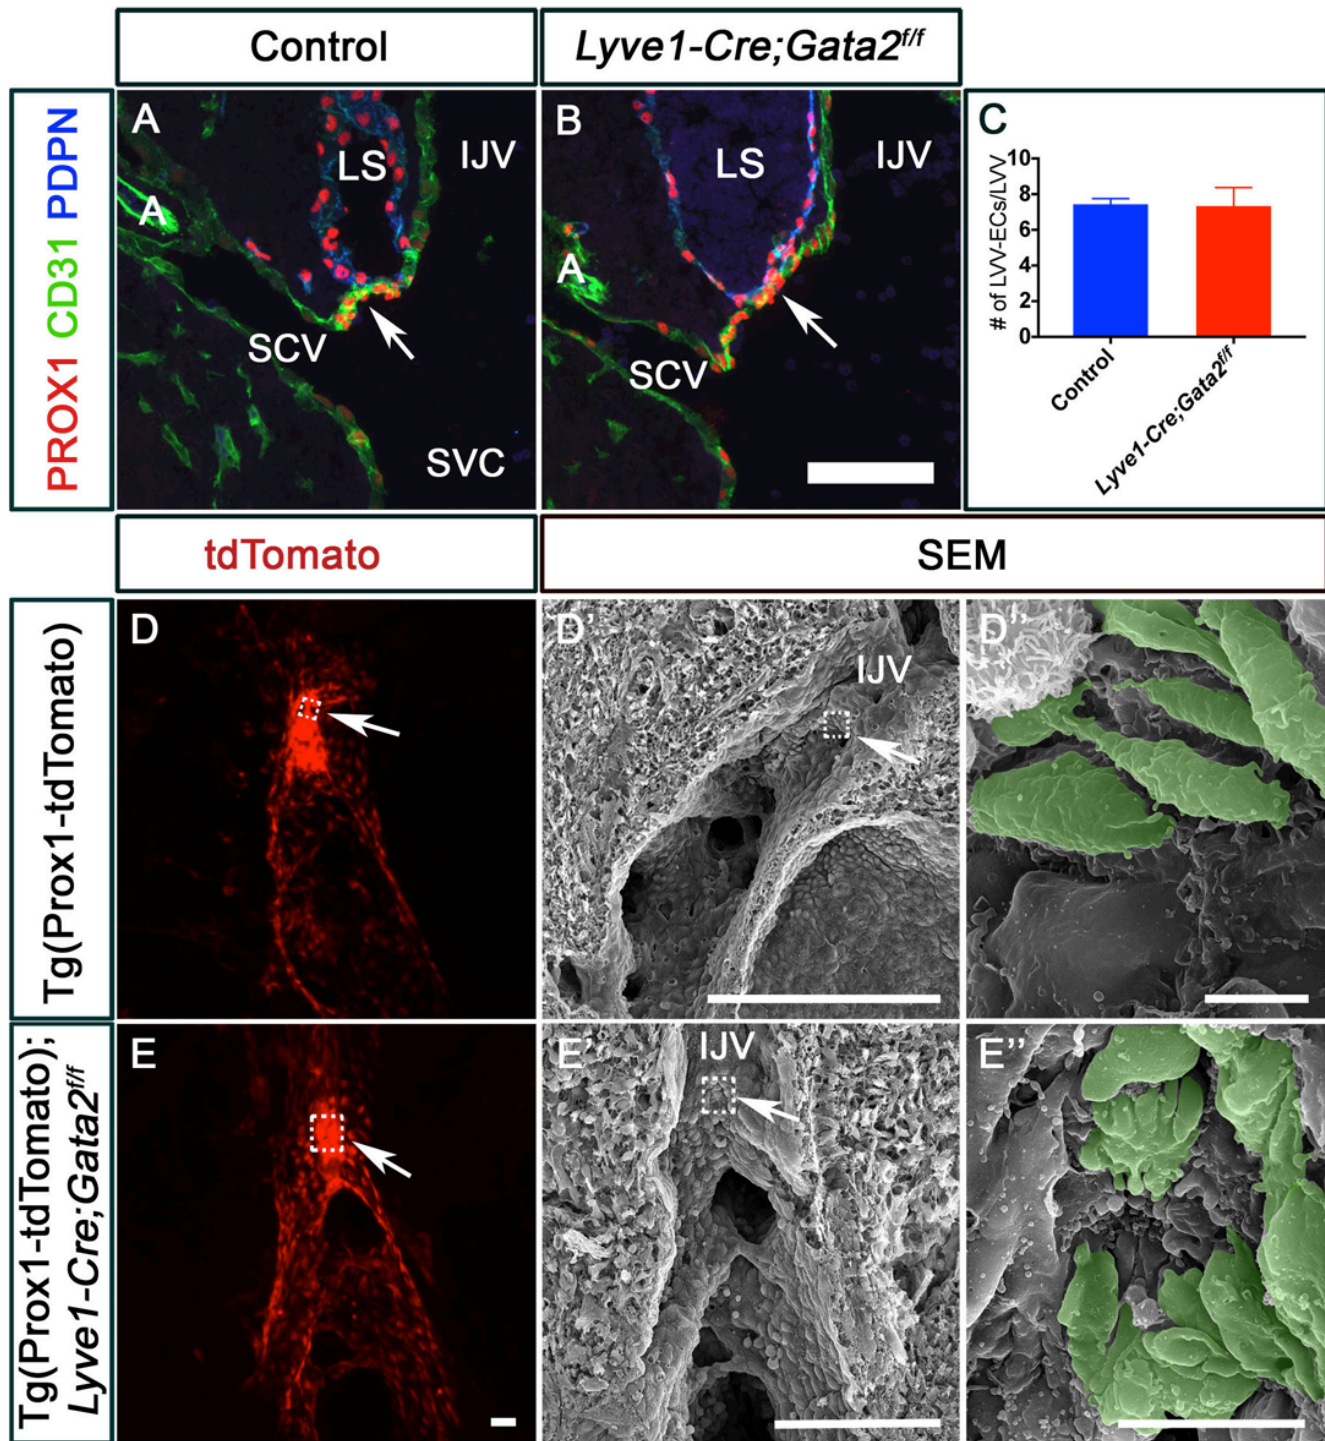 Control
Lyve1-Cre;Gata2f/f
PROX1 CD31 PDPN
A
LS
IJV
A
SCV
SVC
B
LS
IJV
A
SCV
C
# of LVV-ECs/LVV
10
8
6
4
2
0
Control
Lyve1-Cre;Gata2f/f
tdTomato
SEM
Tg(Prox1-tdTomato)
D
D'
IJV
D''
Tg(Prox1-tdTomato);
Lyve1-Cre;Gata2f/f
E
E'
IJV
E''